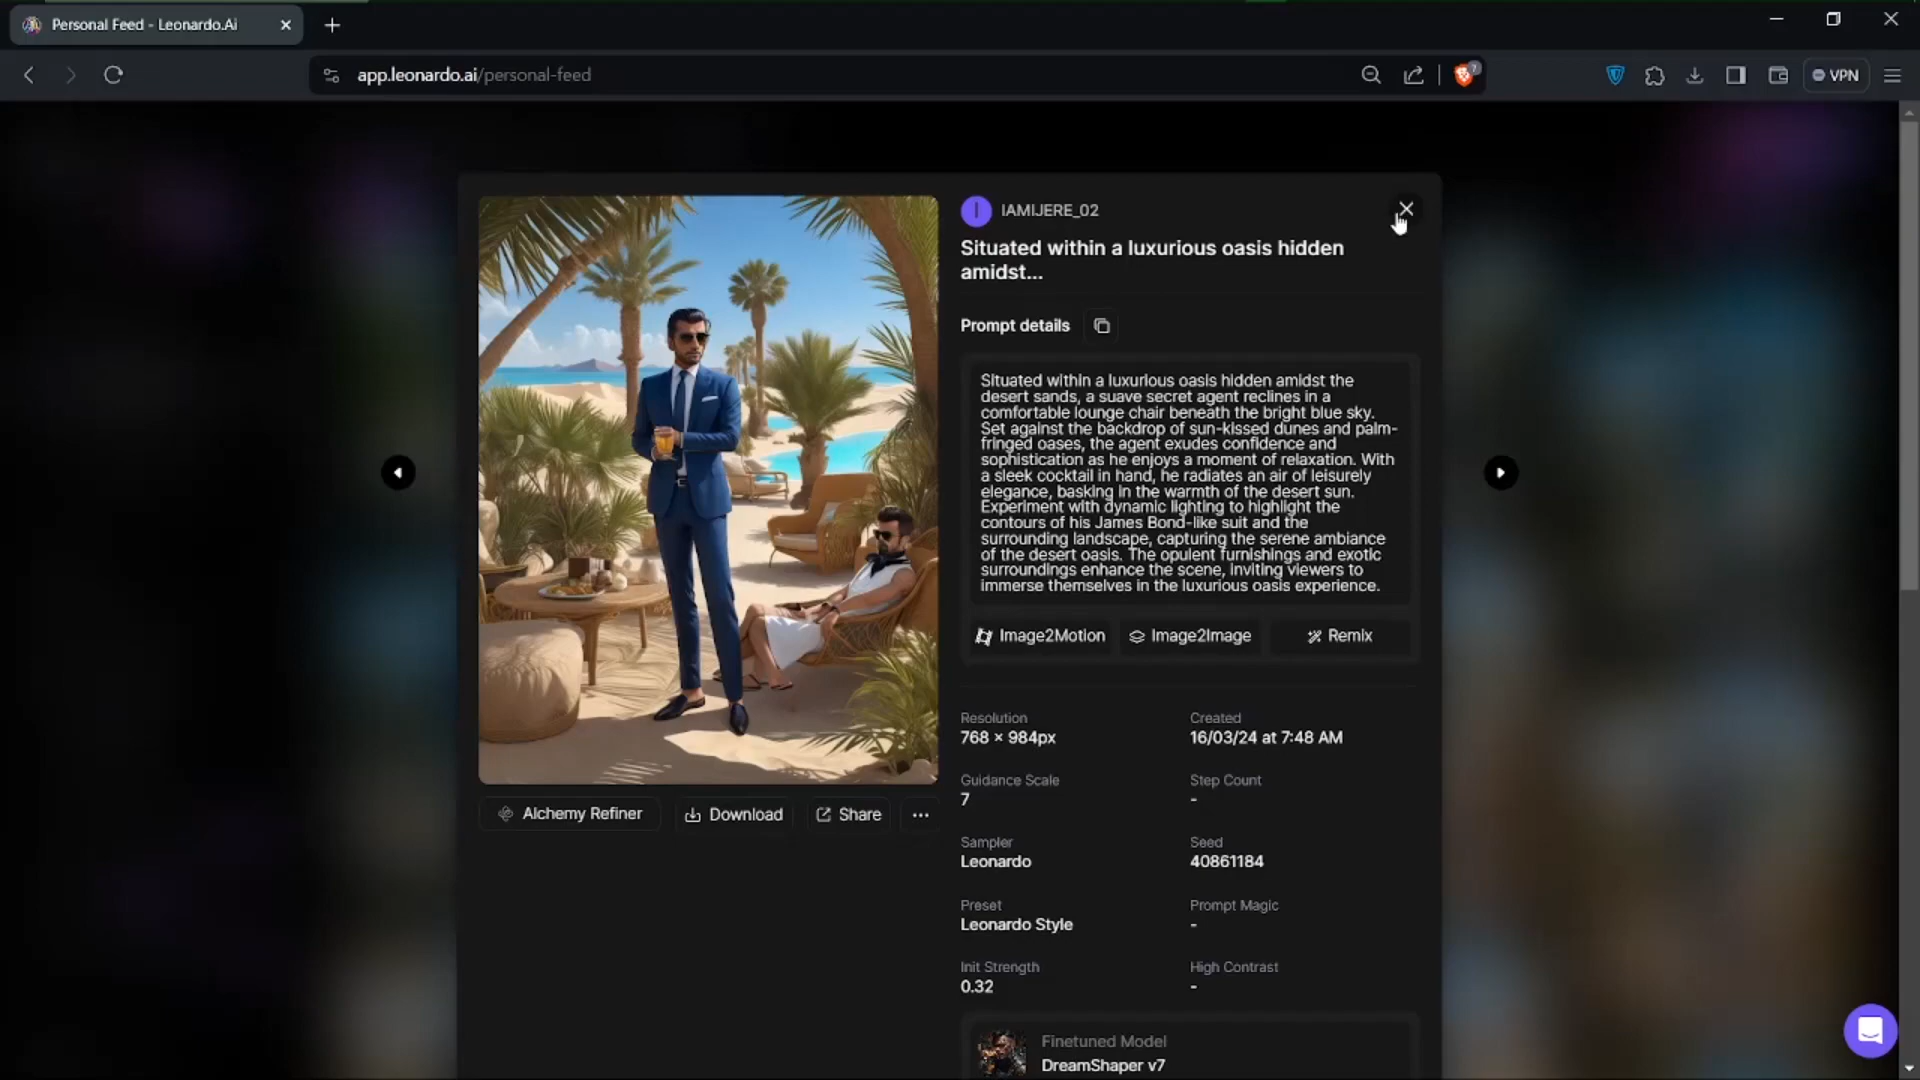 Personal Feed - Leonardo.Ai
app.leonardo.ai/personal-feed
7
VPN
I
IAMIJERE_02
Situated within a luxurious oasis hidden
amidst...
Prompt details
Situated within a luxurious oasis hidden amidst the
desert sands, a suave secret agent reclines in a
comfortable lounge chair beneath the bright blue sky.
Set against the backdrop of sun-kissed dunes and palm-
fringed oases, the agent exudes confidence and
sophistication as he enjoys a moment of relaxation. With
a sleek cocktail in hand, he radiates an air of leisurely
elegance, basking in the warmth of the desert sun.
Experiment with dynamic lighting to highlight the
contours of his James Bond-like suit and the
surrounding landscape, capturing the serene ambiance
of the desert oasis. The opulent furnishings and exotic
surroundings enhance the scene, inviting viewers to
immerse themselves in the luxurious oasis experience.
Image2Motion
Image2Image
Remix
Resolution
Created
768 × 984px
16/03/24 at 7:48 AM
Guidance Scale
Step Count
7
-
Alchemy Refiner
Download
Share
Sampler
Seed
Leonardo
40861184
Preset
Prompt Magic
Leonardo Style
-
Init Strength
High Contrast
0.32
-
Finetuned Model
DreamShaper v7